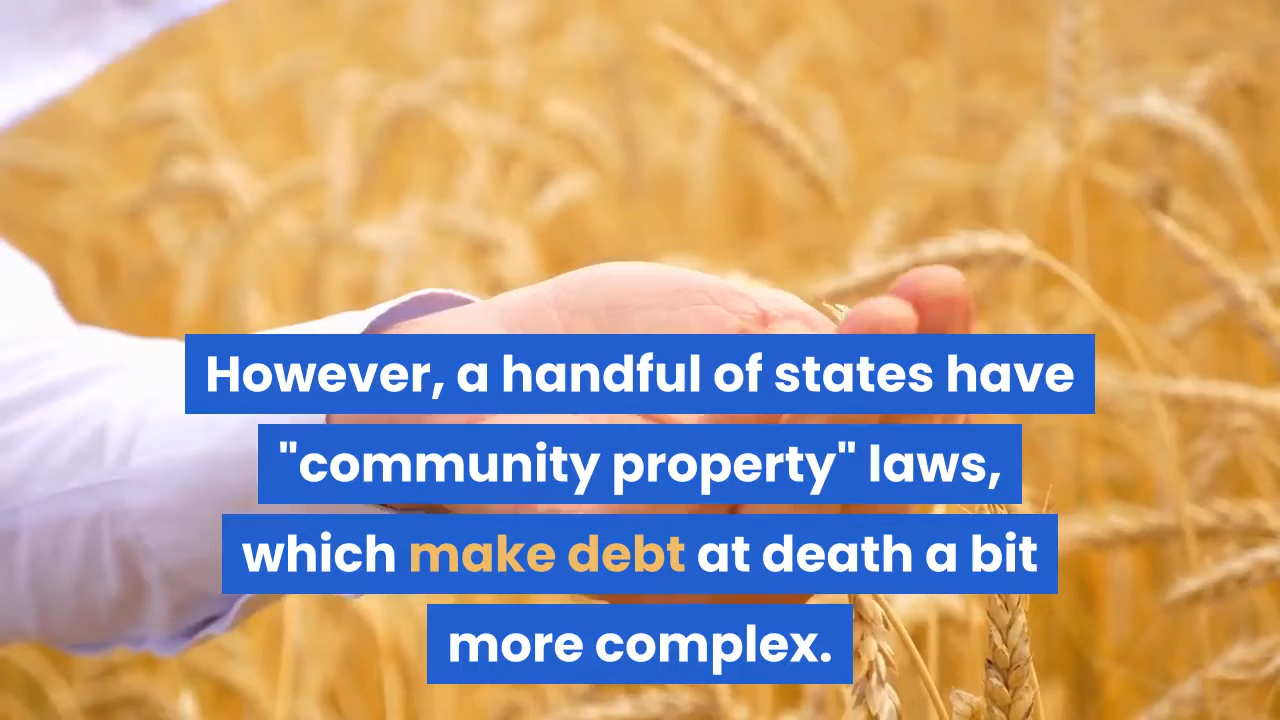 However, a handful of states have
"community property" laws,
which make debt at death a bit
more complex.